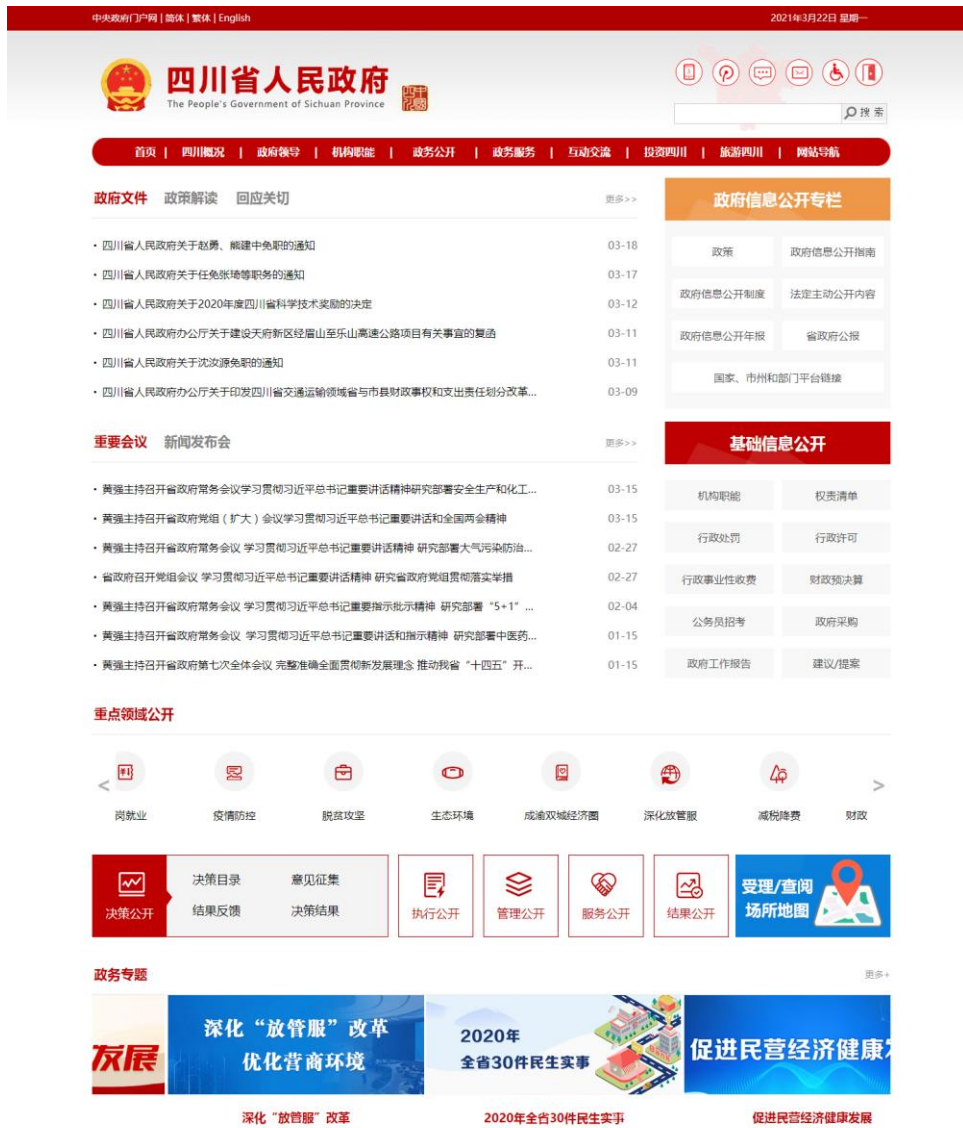 中央政府门户网 | 简体 | 繁体 | English
2021年3月22日 星期一
四川省人民政府
The People's Government of Sichuan Province
搜 索
首页 | 四川概况 | 政府领导 | 机构职能 | 政务公开 | 政务服务 | 互动交流 | 投资四川 | 旅游四川 | 网站导航
政府文件 政策解读 回应关切 更多>>
· 四川省人民政府关于赵勇、熊建中免职的通知 03-18
· 四川省人民政府关于任免张琦等职务的通知 03-17
· 四川省人民政府关于2020年度四川省科学技术奖励的决定 03-12
· 四川省人民政府办公厅关于建设天府新区经眉山至乐山高速公路项目有关事宜的复函 03-11
· 四川省人民政府关于沈汝源免职的通知 03-11
· 四川省人民政府办公厅关于印发四川省交通运输领域省与市县财政事权和支出责任划分改革... 03-09
政府信息公开专栏
政策 政府信息公开指南
政府信息公开制度 法定主动公开内容
政府信息公开年报 省政府公报
国家、市州和部门平台链接
重要会议 新闻发布会 更多>>
· 黄强主持召开省政府常务会议学习贯彻习近平总书记重要讲话精神研究部署安全生产和化工... 03-15
· 黄强主持召开省政府党组（扩大）会议学习贯彻习近平总书记重要讲话和全国两会精神 03-15
· 黄强主持召开省政府常务会议 学习贯彻习近平总书记重要讲话精神 研究部署大气污染防治... 02-27
· 省政府召开党组会议 学习贯彻习近平总书记重要讲话精神 研究省政府党组贯彻落实举措 02-27
· 黄强主持召开省政府常务会议 学习贯彻习近平总书记重要指示批示精神 研究部署“5+1”... 02-04
· 黄强主持召开省政府常务会议 学习贯彻习近平总书记重要讲话和指示精神 研究部署中医药... 01-15
· 黄强主持召开省政府第七次全体会议 完整准确全面贯彻新发展理念 推动我省“十四五”开... 01-15
基础信息公开
机构职能 权责清单
行政处罚 行政许可
行政事业性收费 财政预决算
公务员招考 政府采购
政府工作报告 建议/提案
重点领域公开
< >
岗就业 疫情防控 脱贫攻坚 生态环境 成渝双城经济圈 深化放管服 减税降费 财政
决策公开
决策目录 意见征集
结果反馈 决策结果
执行公开 管理公开 服务公开 结果公开
受理/查阅
场所地图
政务专题 更多+
发展
深化“放管服”改革
优化营商环境
2020年
全省30件民生实事
促进民营经济健康
深化“放管服”改革 2020年全省30件民生实事 促进民营经济健康发展